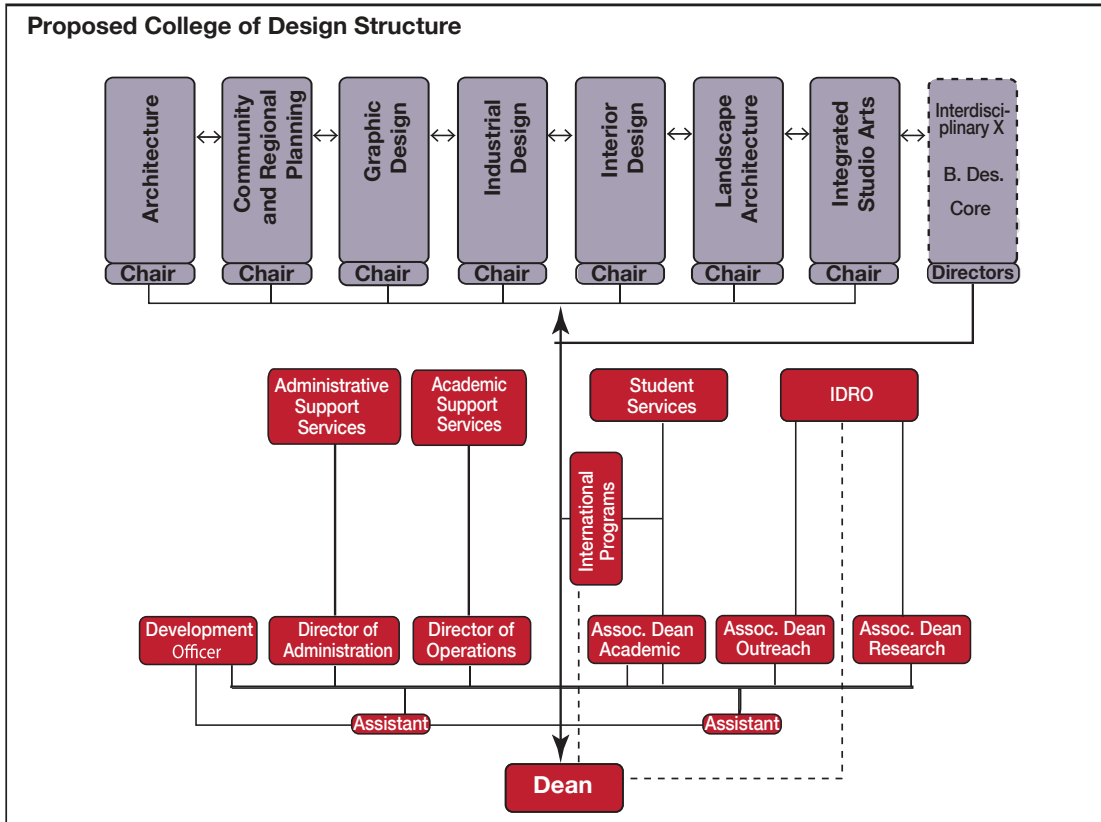 Proposed College of Design Structure
Architecture
Community
and Regional
Planning
Graphic
Design
Industrial
Design
Interior
Design
Landscape
Architecture
Integrated
Studio Arts
Interdisci-
plinary X
B. Des.
Core
Chair
Chair
Chair
Chair
Chair
Chair
Chair
Directors
Administrative
Support
Services
Academic
Support
Services
Student
Services
IDRO
International
Programs
Development
Officer
Director of
Administration
Director of
Operations
Assoc. Dean
Academic
Assoc. Dean
Outreach
Assoc. Dean
Research
Assistant
Assistant
Dean